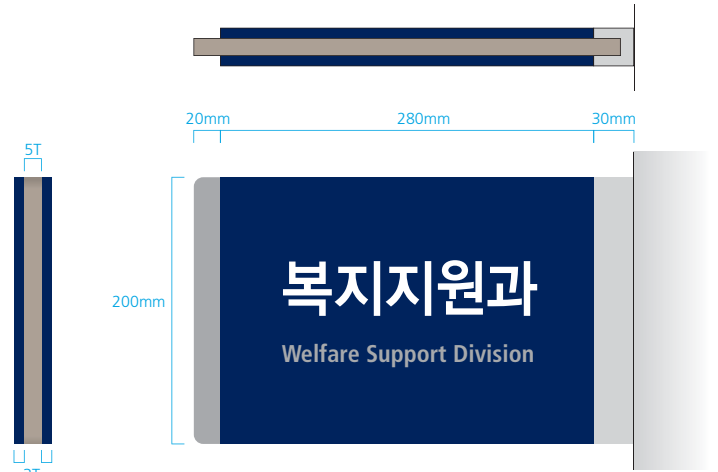 20mm
280mm
30mm
5T
200mm
복지지원과
Welfare Support Division